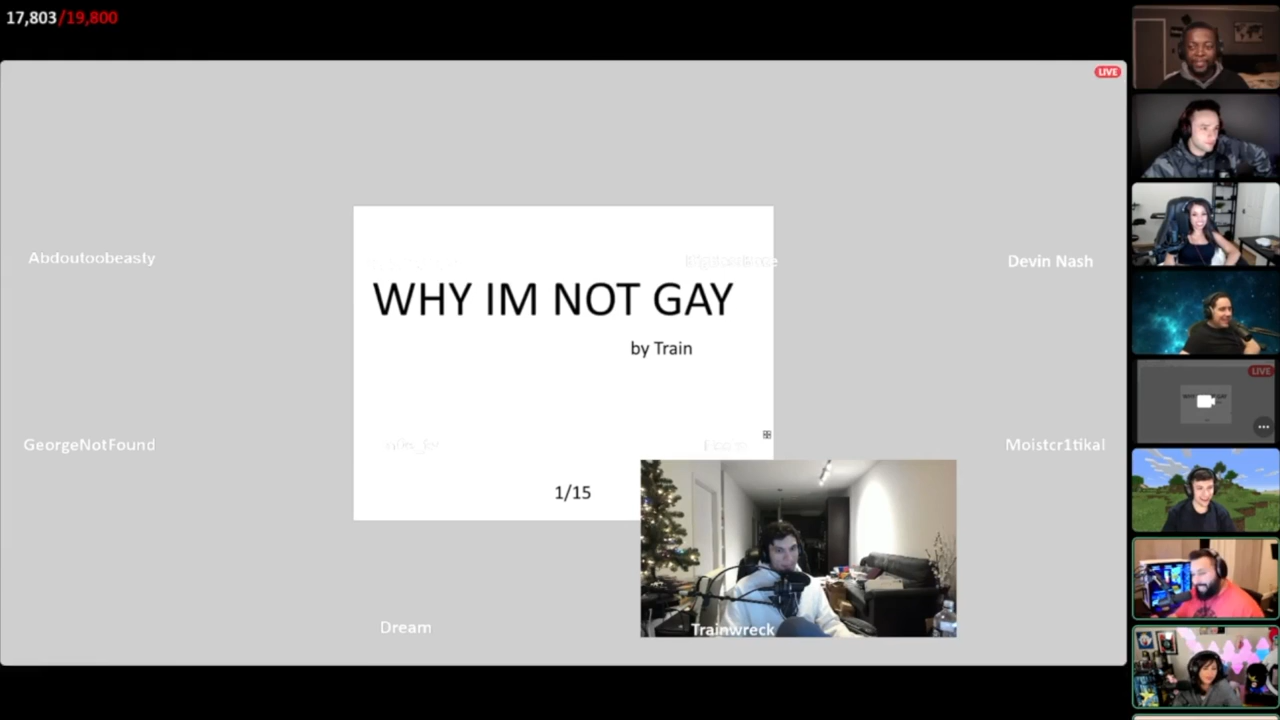 17,803/19,800
LIVE
Abdoutoobeasty
Devin Nash
WHY IM NOT GAY
by Train
LIVE
GeorgeNotFound
Moistcr1tikal
1/15
Dream
Trainwreck